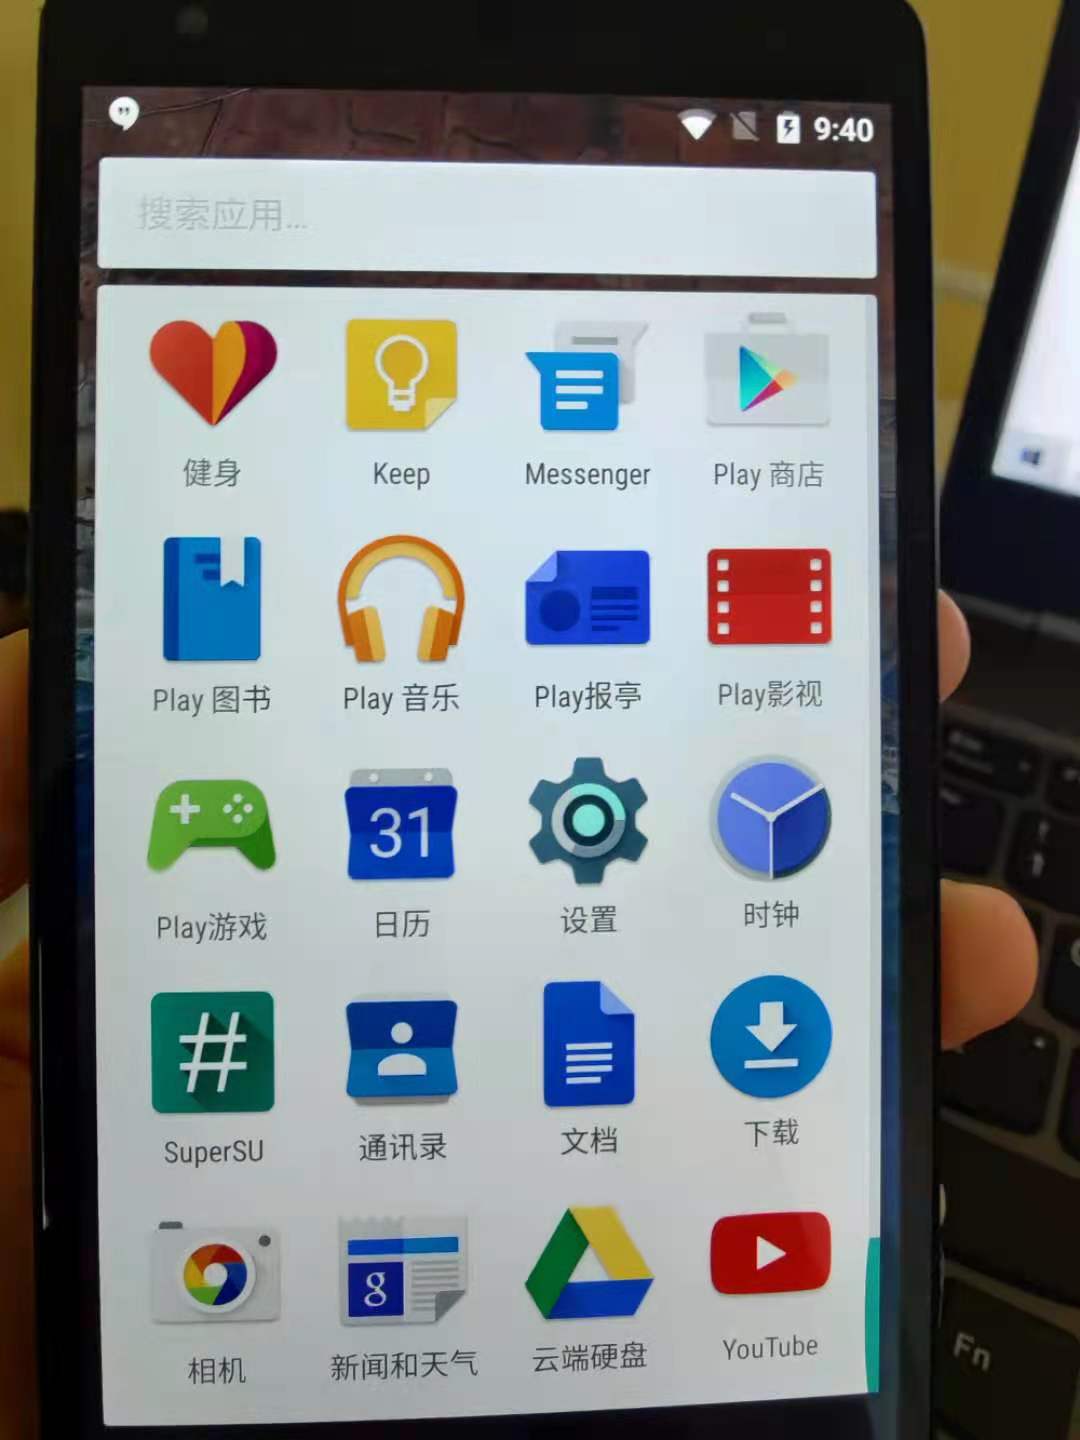 9:40
搜索应用...
健身
Keep
Messenger
Play 商店
Play 图书
Play 音乐
Play报亭
Play影视
31
Play游戏
日历
设置
时钟
#
SuperSU
通讯录
文档
下载
g
相机
新闻和天气
云端硬盘
YouTube
Fn